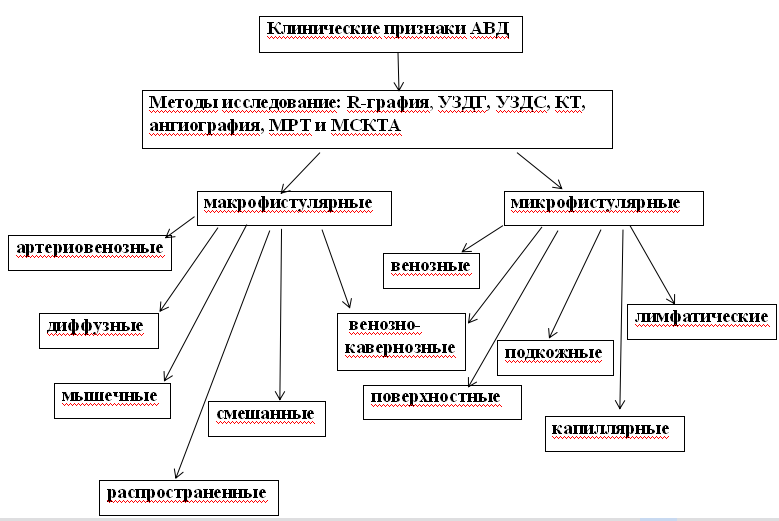 Клинические признаки АВД
Методы исследование: R-графия, УЗДГ, УЗДС, КТ,
ангиография, МРТ и МСКТА
макрофистулярные
микрофистулярные
артериовенозные
венозные
диффузные
венозно-
кавернозные
лимфатические
подкожные
мышечные
поверхностные
смешанные
капиллярные
распространенные